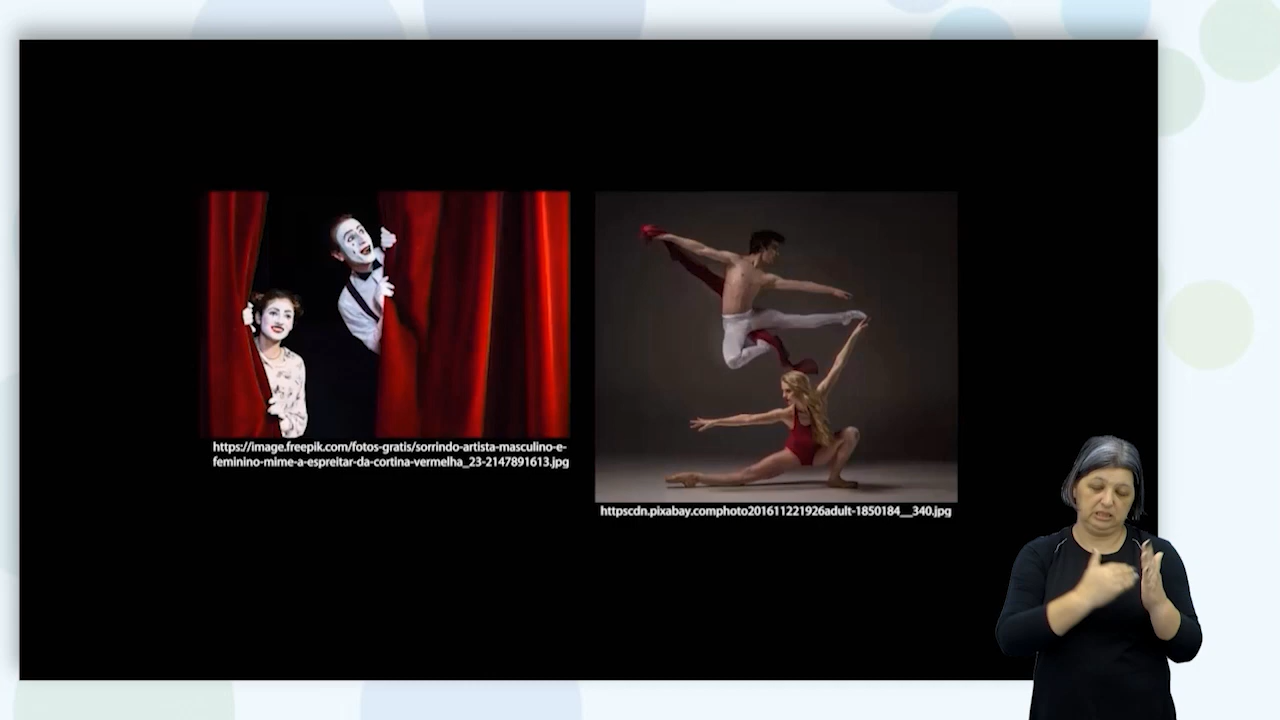 https://image.freepik.com/fotos-gratis/sorrindo-artista-masculino-e-
feminino-mime-a-espreitar-da-cortina-vermelha_23-2147891613.jpg
httpscdn.pixabay.comphoto201611221926adult-1850184__340.jpg